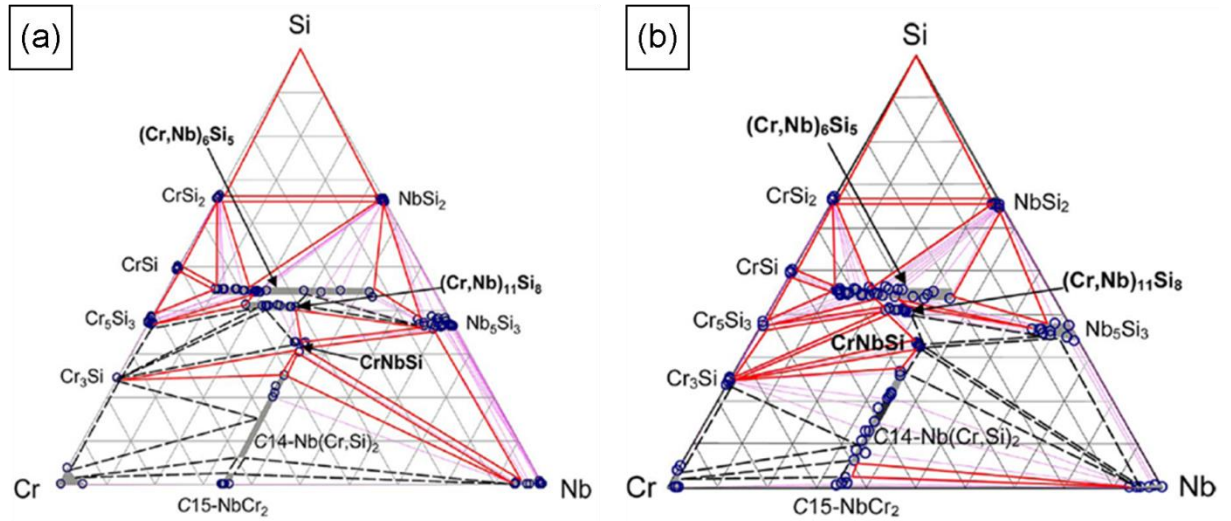 (a)
Si
(Cr,Nb)₆Si₅
CrSi₂
NbSi₂
CrSi
(Cr,Nb)₁₁Si₈
Cr₅Si₃
Nb₅Si₃
CrNbSi
Cr₃Si
C14-Nb(Cr,Si)₂
Cr
Nb
C15-NbCr₂
(b)
Si
(Cr,Nb)₆Si₅
CrSi₂
NbSi₂
CrSi
(Cr,Nb)₁₁Si₈
Cr₅Si₃
Nb₅Si₃
CrNbSi
Cr₃Si
C14-Nb(Cr,Si)₂
Cr
Nb
C15-NbCr₂